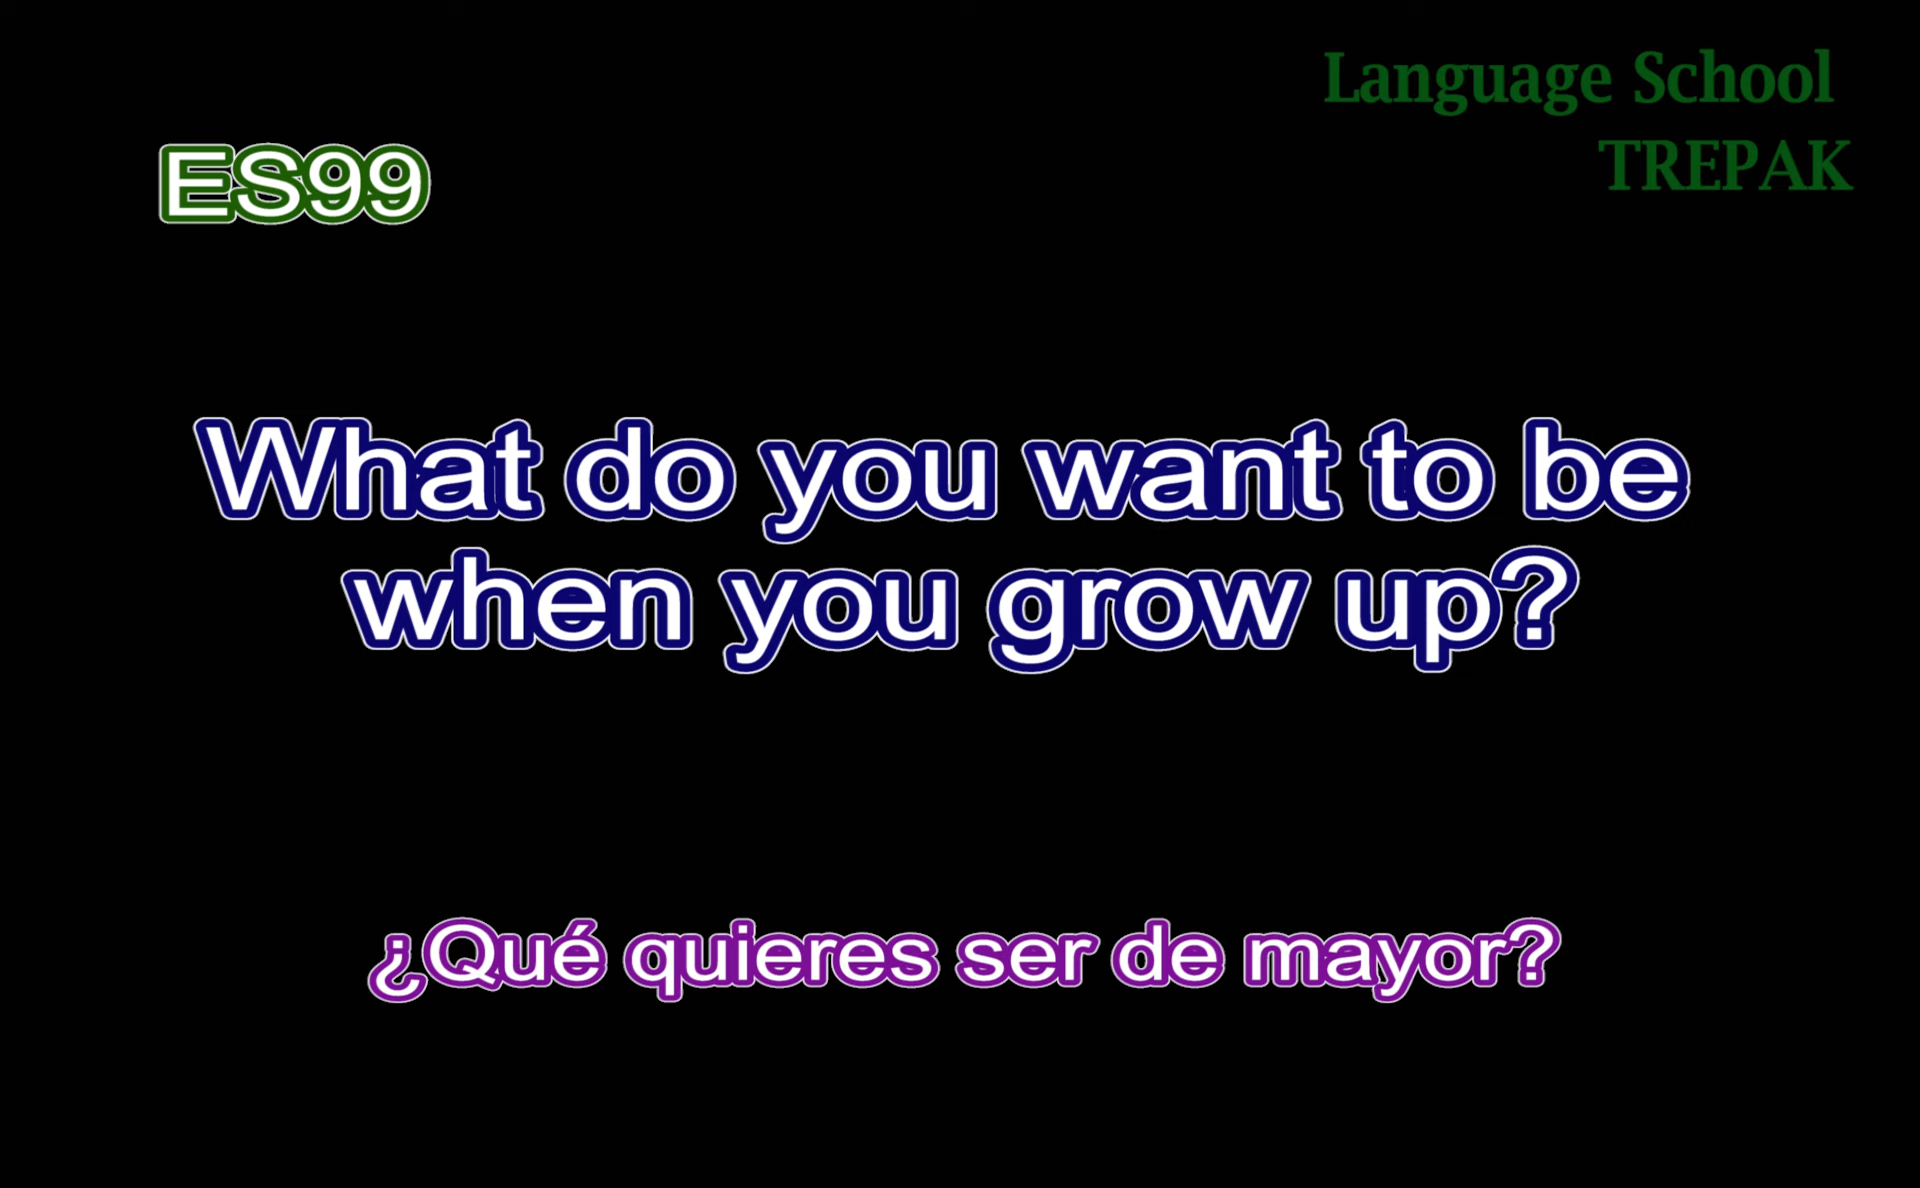 Language School
TREPAK
ES99
What do you want to be
when you grow up?
¿Qué quieres ser de mayor?